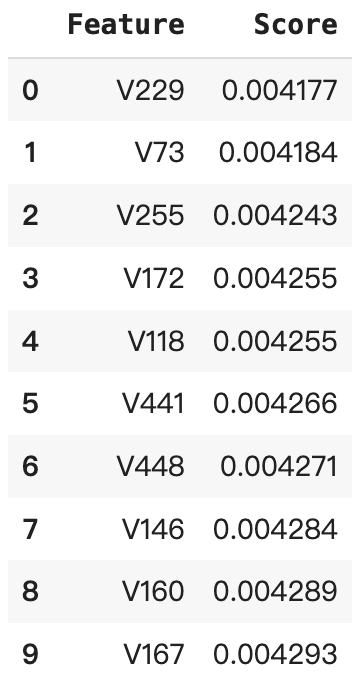 Feature Score
0 V229 0.004177
1 V73 0.004184
2 V255 0.004243
3 V172 0.004255
4 V118 0.004255
5 V441 0.004266
6 V448 0.004271
7 V146 0.004284
8 V160 0.004289
9 V167 0.004293